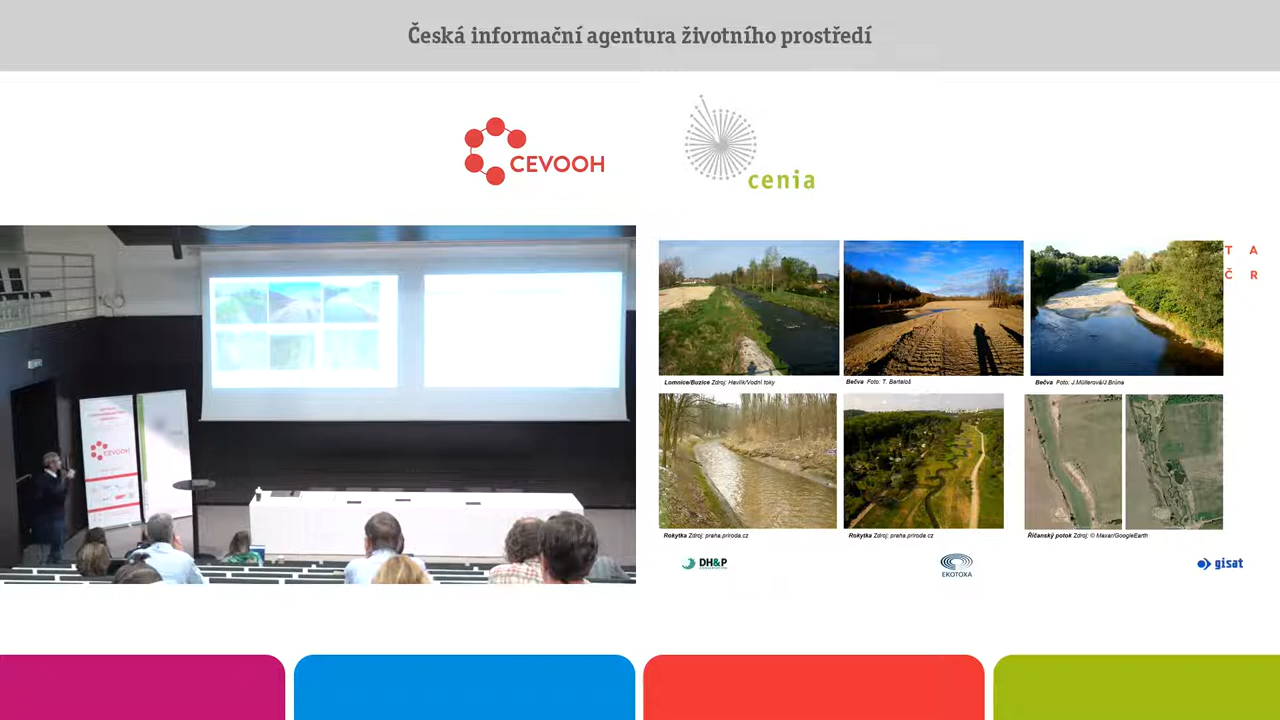 Česká informační agentura životního prostředí
CEVOOH
cenia
T A
Č R
Lomnice/Buzice Zdroj: Havlík/Vodní toky
Bečva Foto: T. Bartaloš
Bečva Foto: J.Müllerová/J.Brůna
Rokytka Zdroj: praha.priroda.cz
Rokytka Zdroj: praha.priroda.cz
Říčanský potok Zdroj: © Maxar/GoogleEarth
CEVOOH
DH&P
EKOTOXA
gisat